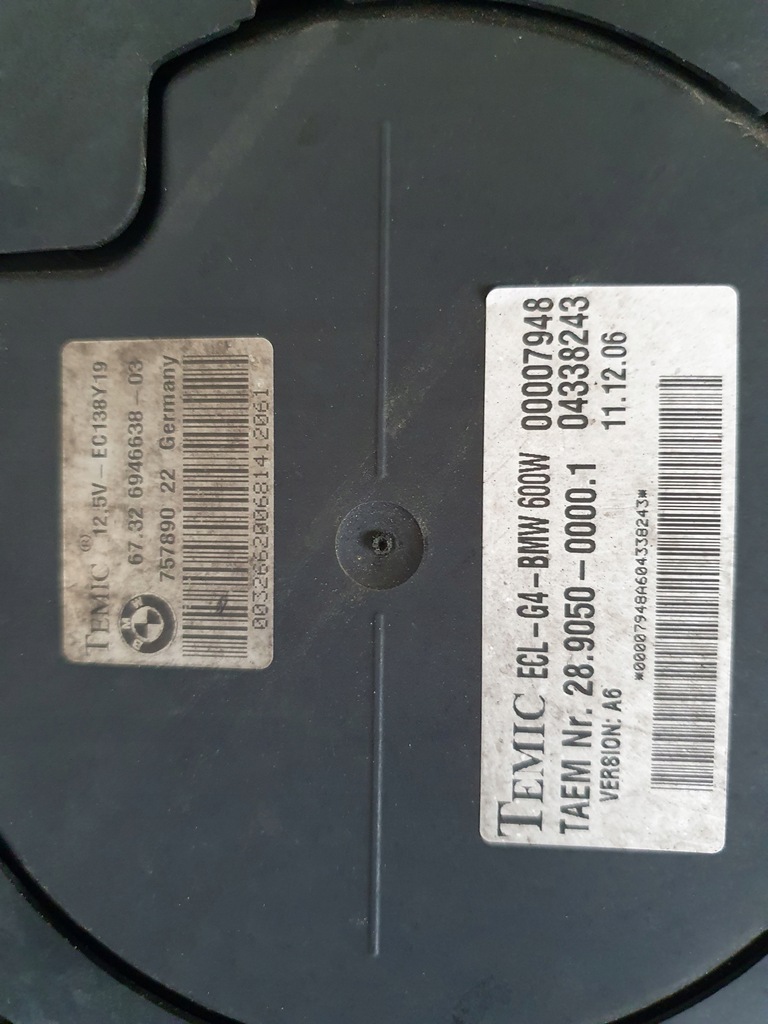 TEMIC ® 12,5V-EC138Y19
67.32 6946638-03
757890 22 Germany
003266200681412061
TEMIC ECL-G4-BMW 600W 00007948
TAEM Nr. 28.9050-0000.1 04338243
VERSION: A6 11.12.06
*00007948A604338243*